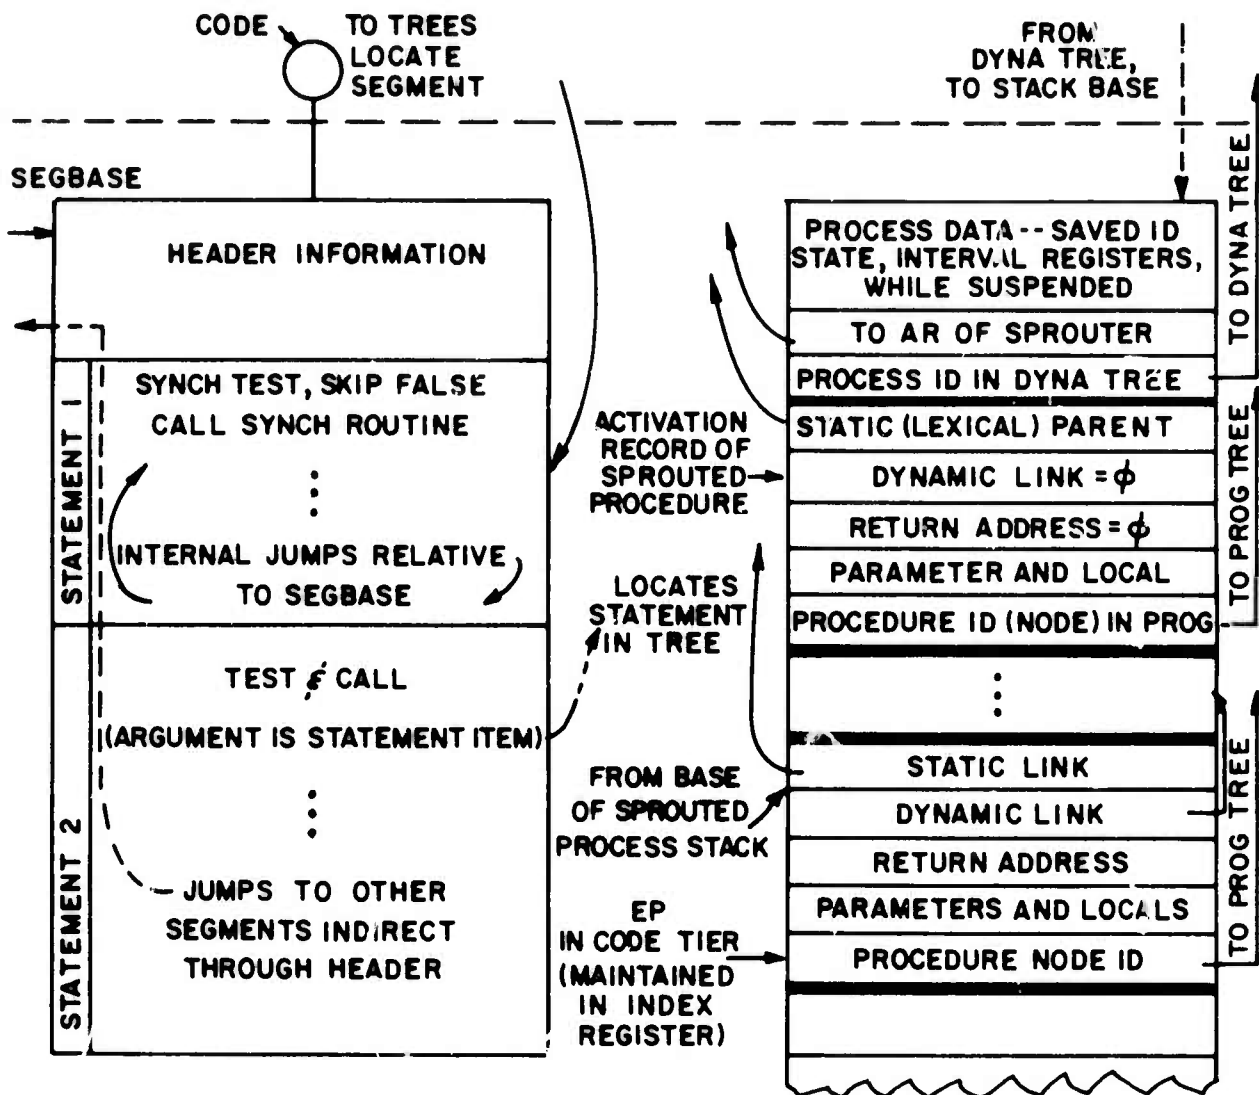 CODE
TO TREES
LOCATE
SEGMENT
FROM
DYNA TREE,
TO STACK BASE
SEGBASE
HEADER INFORMATION
STATEMENT 1
SYNCH TEST, SKIP FALSE
CALL SYNCH ROUTINE
INTERNAL JUMPS RELATIVE
TO SEGBASE
STATEMENT 2
TEST & CALL
(ARGUMENT IS STATEMENT ITEM)
JUMPS TO OTHER
SEGMENTS INDIRECT
THROUGH HEADER
ACTIVATION
RECORD OF
SPROUTED
PROCEDURE
LOCATES
STATEMENT
IN TREE
FROM BASE
OF SPROUTED
PROCESS STACK
EP
IN CODE TIER
(MAINTAINED
IN INDEX
REGISTER)
PROCESS DATA -- SAVED ID
STATE, INTERVAL REGISTERS,
WHILE SUSPENDED
TO AR OF SPROUTER
PROCESS ID IN DYNA TREE
STATIC (LEXICAL) PARENT
DYNAMIC LINK = ϕ
RETURN ADDRESS = ϕ
PARAMETER AND LOCAL
PROCEDURE ID (NODE) IN PROG
STATIC LINK
DYNAMIC LINK
RETURN ADDRESS
PARAMETERS AND LOCALS
PROCEDURE NODE ID
TO DYNA TREE
TO PROG TREE
TO PROG TREE